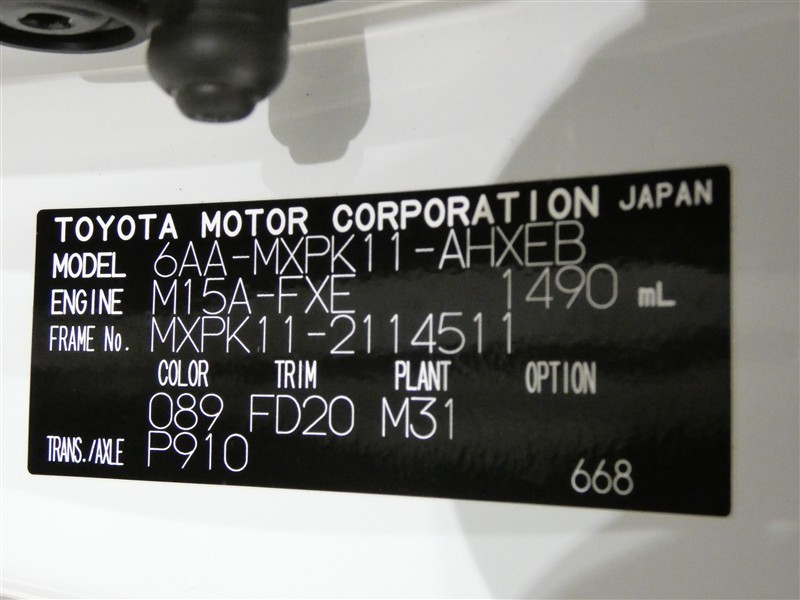 TOYOTA MOTOR CORPORATION JAPAN
MODEL 6AA-MXPK11-AHXEB
ENGINE M15A-FXE 1490 mL
FRAME No. MXPK11-2114511
COLOR TRIM PLANT OPTION
089 FD20 M31
TRANS./AXLE P910
668